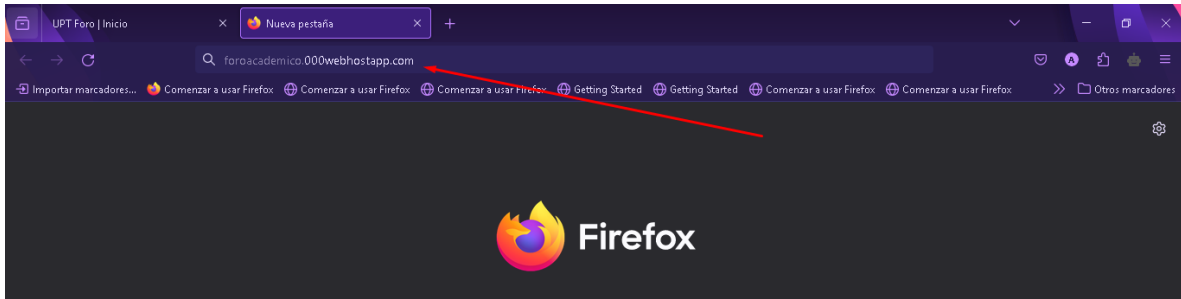 UPT Foro | Inicio
Nueva pestaña
foroacademico.000webhostapp.com
A
Importar marcadores... Comenzar a usar Firefox Comenzar a usar Firefox Comenzar a usar Firefox Getting Started Getting Started Comenzar a usar Firefox Comenzar a usar Firefox Otros marcadores
Firefox